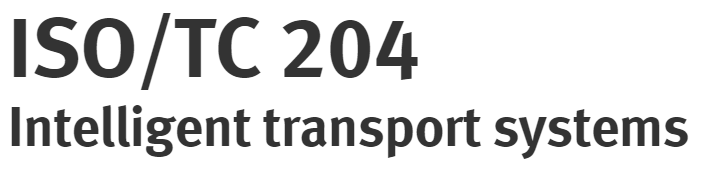 ISO/TC 204
Intelligent transport systems